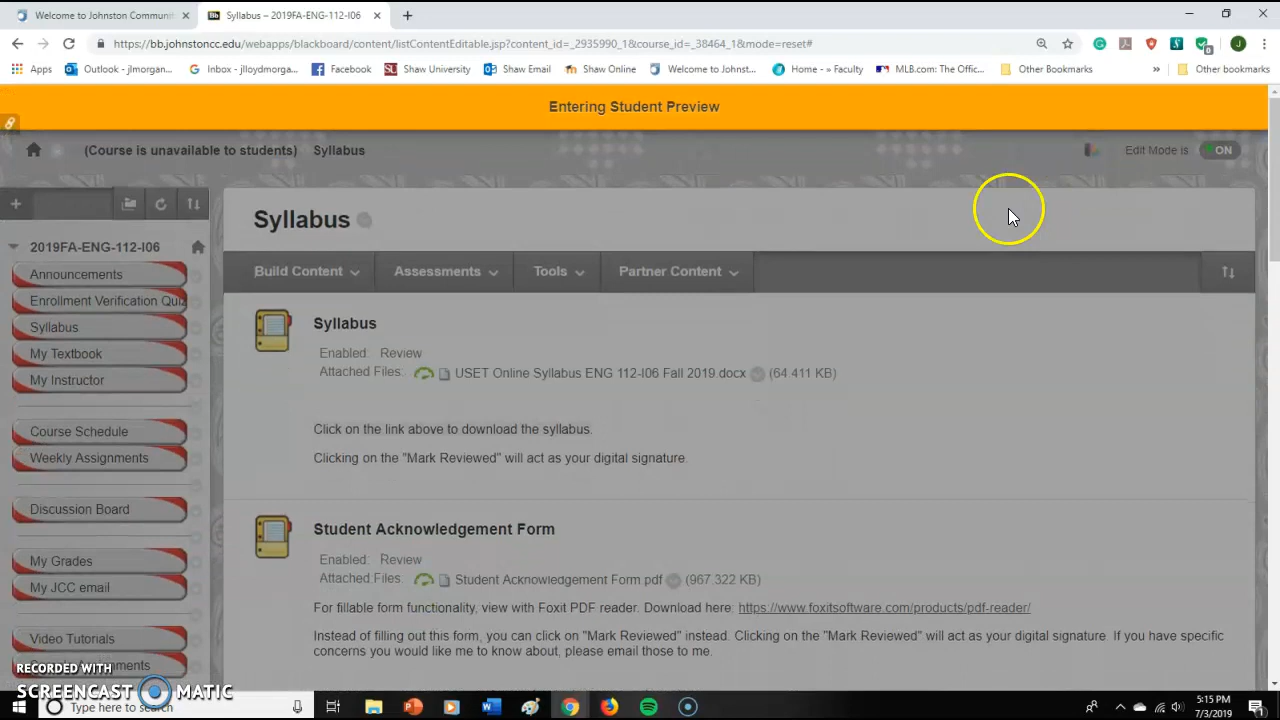 Welcome to Johnston Communi
Bb Syllabus – 2019FA-ENG-112-I06
https://bb.johnstoncc.edu/webapps/blackboard/content/listContentEditable.jsp?content_id=_2935990_1&course_id=_38464_1&mode=reset#
Apps Outlook - jlmorgan... Inbox - jlloydmorga... Facebook Shaw University Shaw Email Shaw Online Welcome to Johnst... Home - » Faculty MLB.com: The Offic... Other Bookmarks » Other bookmarks
Entering Student Preview
(Course is unavailable to students) Syllabus Edit Mode is ON
Syllabus
2019FA-ENG-112-I06
Build Content Assessments Tools Partner Content
Announcements
Enrollment Verification Quiz
Syllabus
My Textbook
My Instructor
Course Schedule
Weekly Assignments
Discussion Board
My Grades
My JCC email
Video Tutorials
Syllabus
Enabled: Review
Attached Files: USET Online Syllabus ENG 112-I06 Fall 2019.docx (64.411 KB)
Click on the link above to download the syllabus.
Clicking on the "Mark Reviewed" will act as your digital signature.
Student Acknowledgement Form
Enabled: Review
Attached Files: Student Acknowledgement Form.pdf (967.322 KB)
For fillable form functionality, view with Foxit PDF reader. Download here: https://www.foxitsoftware.com/products/pdf-reader/
Instead of filling out this form, you can click on "Mark Reviewed" instead. Clicking on the "Mark Reviewed" will act as your digital signature. If you have specific
concerns you would like me to know about, please email those to me.
RECORDED WITH
SCREENCAST MATIC
Type here to search
5:15 PM
7/3/2019